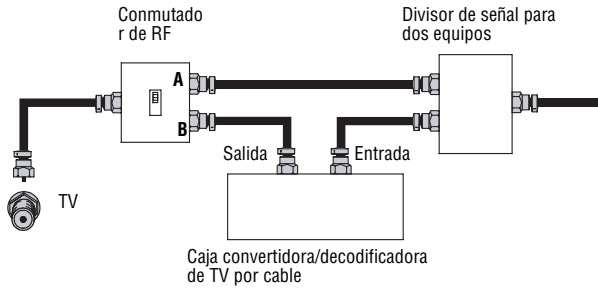 Conmutado
r de RF
Divisor de señal para
dos equipos
A
B
Salida
Entrada
TV
Caja convertidora/decodificadora
de TV por cable